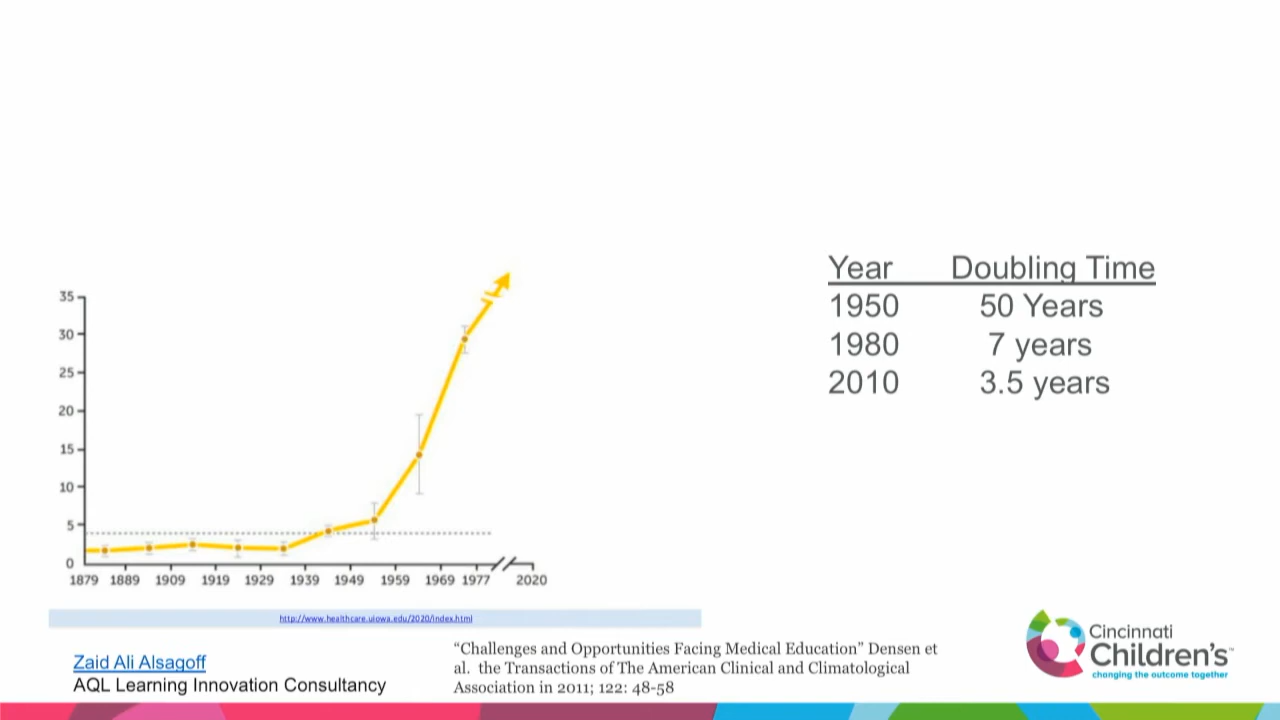 Year Doubling Time
1950 50 Years
1980 7 years
2010 3.5 years
35
30
25
20
15
10
5
0
1879 1889 1909 1919 1929 1939 1949 1959 1969 1977 2020
http://www.healthcare.uiowa.edu/2020/index.html
Zaid Ali Alsagoff
AQL Learning Innovation Consultancy
“Challenges and Opportunities Facing Medical Education” Densen et
al. the Transactions of The American Clinical and Climatological
Association in 2011; 122: 48-58
Cincinnati
Children's™
changing the outcome together